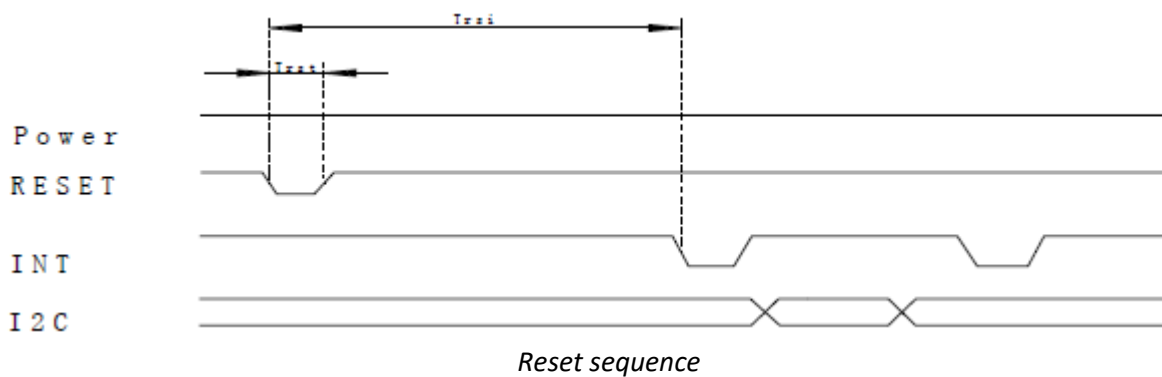 Trsi
Trst
Power
RESET
INT
I2C
Reset sequence